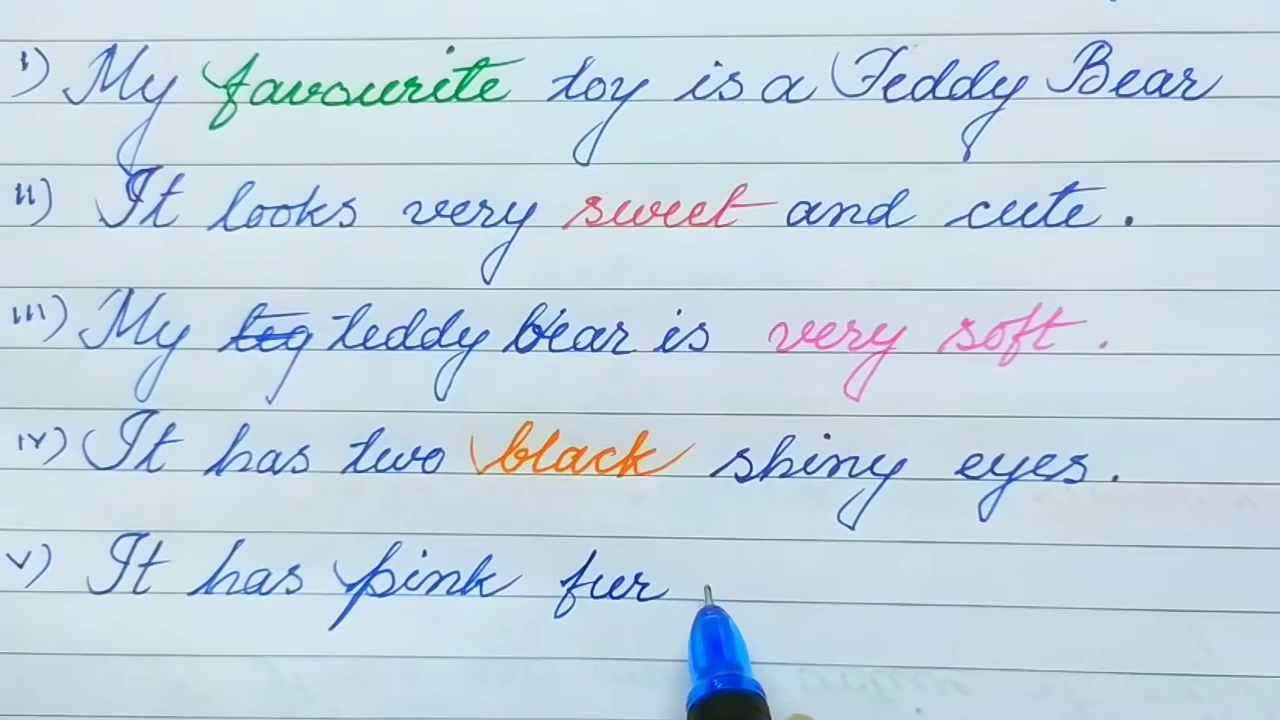 i) My favourite toy is a Teddy Bear
ii) It looks very sweet and cute.
iii) My teddy bear is very soft.
iv) It has two black shiny eyes.
v) It has pink fur